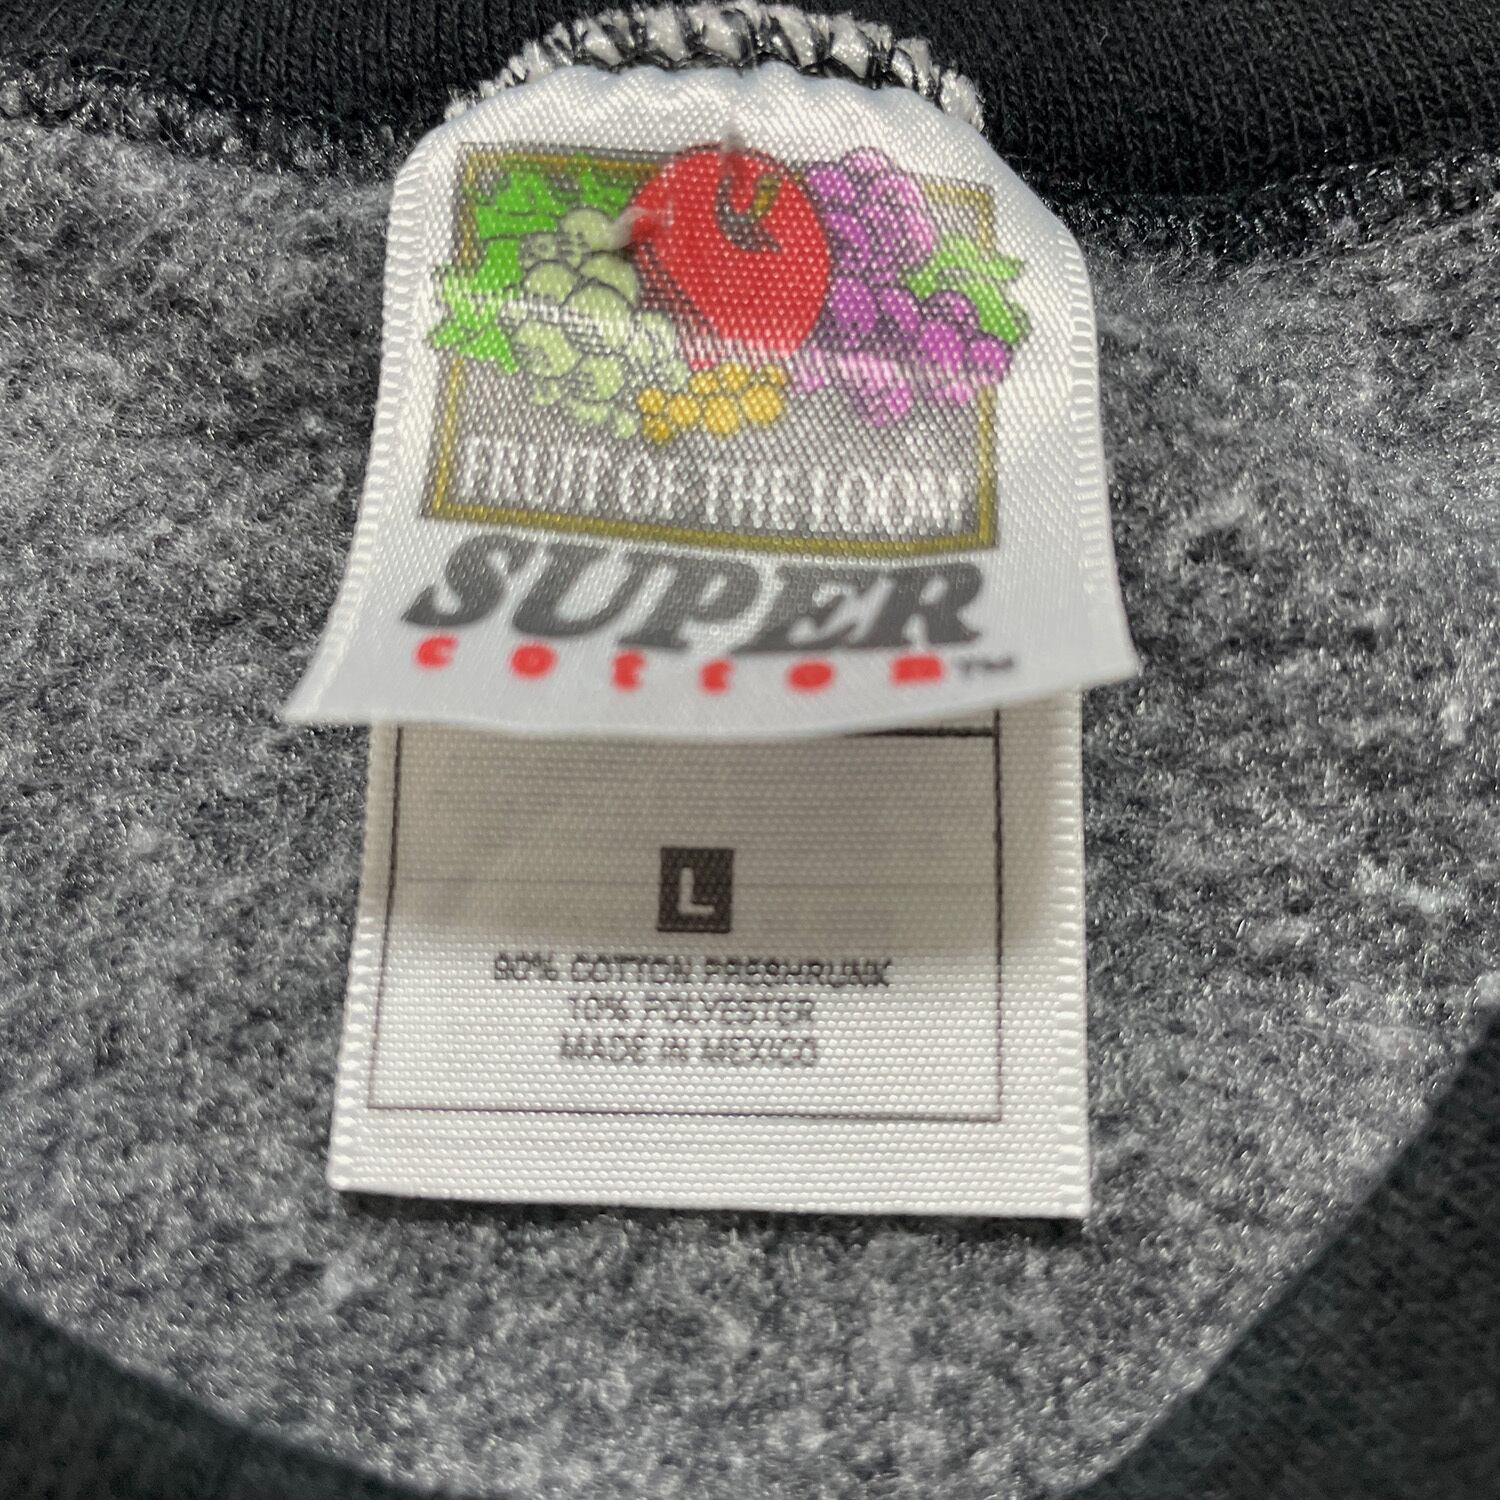 FRUIT OF THE LOOM
SUPER
cotton™
L
90% COTTON PRESHRUNK
10% POLYESTER
MADE IN MEXICO